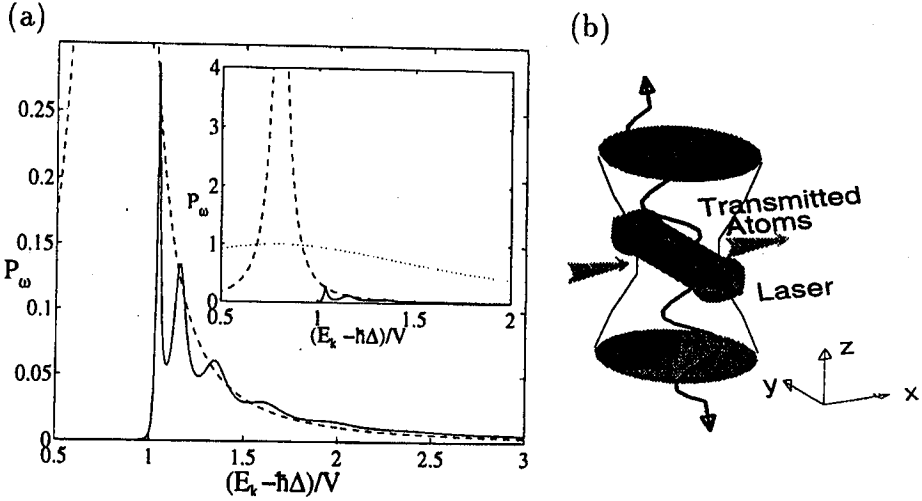 (a)
0.25
0.2
0.15
0.1
0.05
0
P_ω
0.5 1 1.5 2 2.5 3
(E_k −ħΔ)/V
4
3
2
1
0
P_ω
0.5 1 1.5 2
(E_k −ħΔ)/V
(b)
Transmitted
Atoms
Laser
z
y
x